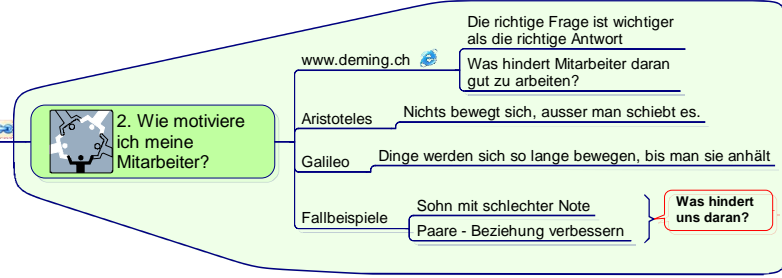 Die richtige Frage ist wichtiger
als die richtige Antwort
www.deming.ch
Was hindert Mitarbeiter daran
gut zu arbeiten?
2. Wie motiviere
ich meine
Mitarbeiter?
Aristoteles
Nichts bewegt sich, ausser man schiebt es.
Galileo
Dinge werden sich so lange bewegen, bis man sie anhält
Fallbeispiele
Sohn mit schlechter Note
Paare - Beziehung verbessern
Was hindert
uns daran?